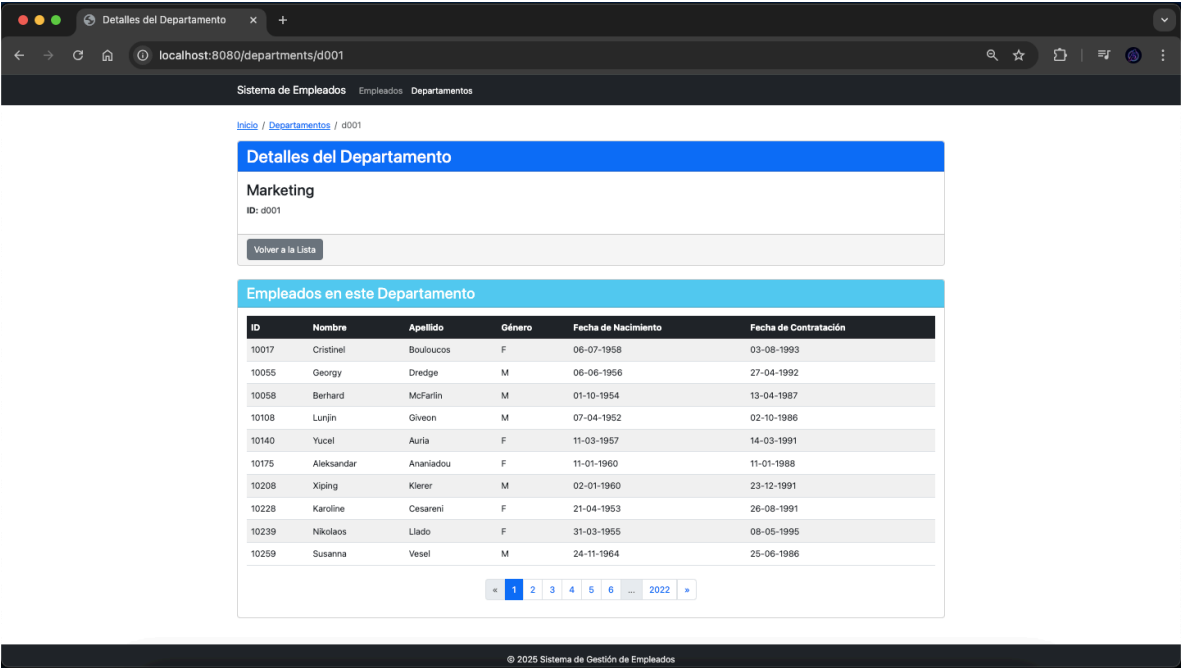 Detalles del Departamento
localhost:8080/departments/d001
Sistema de Empleados Empleados Departamentos
Inicio / Departamentos / d001
Detalles del Departamento
Marketing
ID: d001
Volver a la Lista
Empleados en este Departamento
ID Nombre Apellido Género Fecha de Nacimiento Fecha de Contratación
10017 Cristinel Bouloucos F 06-07-1958 03-08-1993
10055 Georgy Dredge M 06-06-1956 27-04-1992
10058 Berhard McFarlin M 01-10-1954 13-04-1987
10108 Lunjin Giveon M 07-04-1952 02-10-1986
10140 Yucel Auria F 11-03-1957 14-03-1991
10175 Aleksandar Ananiadou F 11-01-1960 11-01-1988
10208 Xiping Klerer M 02-01-1960 23-12-1991
10228 Karoline Cesareni F 21-04-1953 26-08-1991
10239 Nikolaos Llado F 31-03-1955 08-05-1995
10259 Susanna Vesel M 24-11-1964 25-06-1986
« 1 2 3 4 5 6 ... 2022 »
© 2025 Sistema de Gestión de Empleados